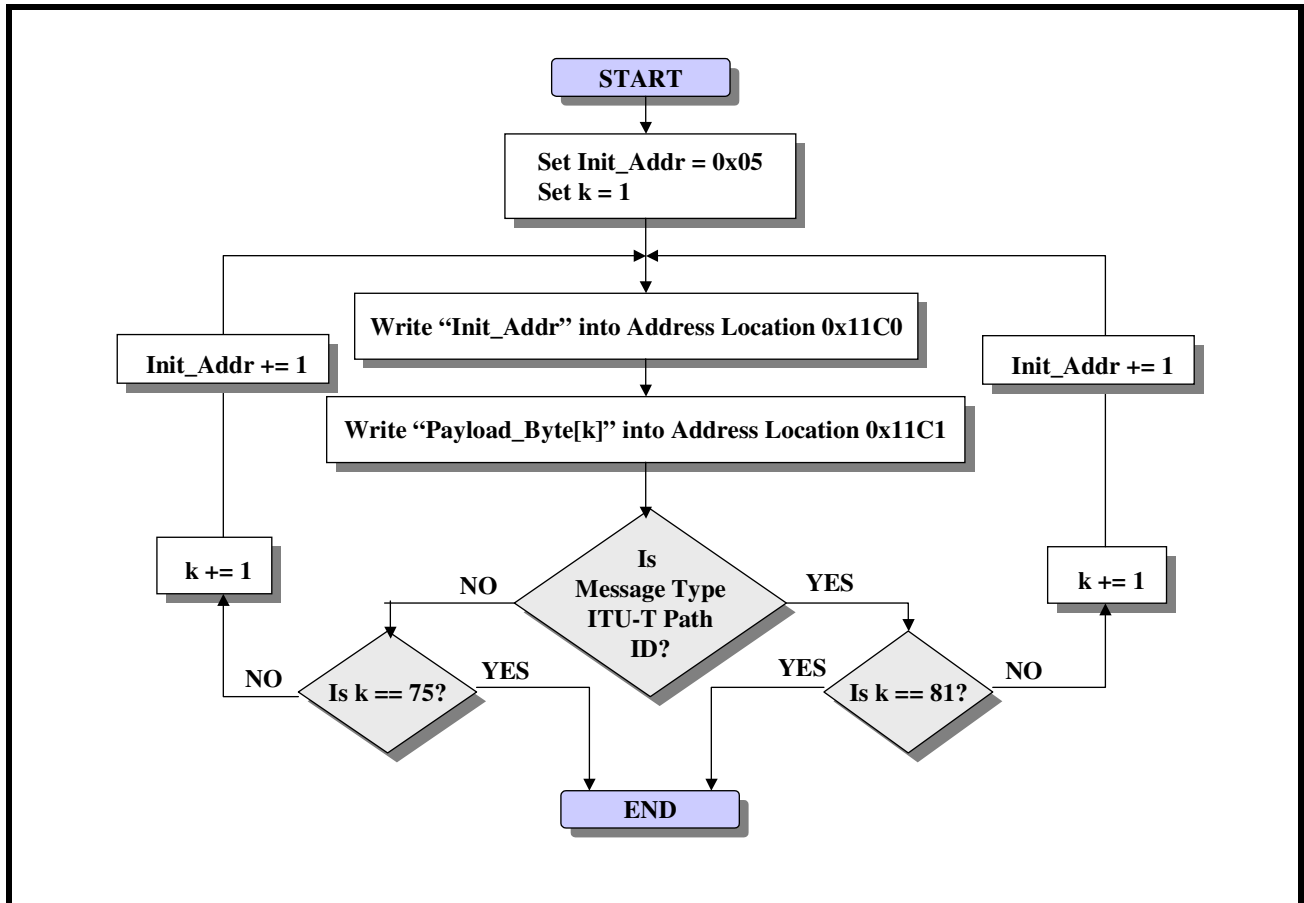 START
Set Init_Addr = 0x05
Set k = 1
Write “Init_Addr” into Address Location 0x11C0
Init_Addr += 1
Init_Addr += 1
Write “Payload_Byte[k]” into Address Location 0x11C1
k += 1
NO
Is
Message Type
ITU-T Path
ID?
YES
k += 1
NO
Is k == 75?
YES
YES
Is k == 81?
NO
END